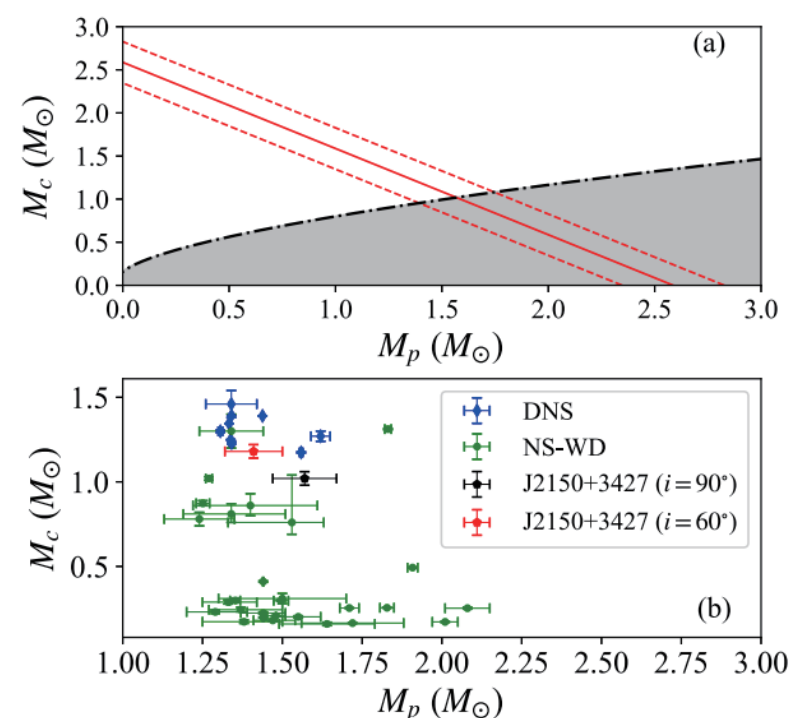 (a)
3.0
2.5
2.0
1.5
1.0
0.5
0.0
M_c (M_☉)
0.0 0.5 1.0 1.5 2.0 2.5 3.0
M_p (M_☉)
1.5
1.0
0.5
M_c (M_☉)
DNS
NS-WD
J2150+3427 (i = 90°)
J2150+3427 (i = 60°)
(b)
1.00 1.25 1.50 1.75 2.00 2.25 2.50 2.75 3.00
M_p (M_☉)